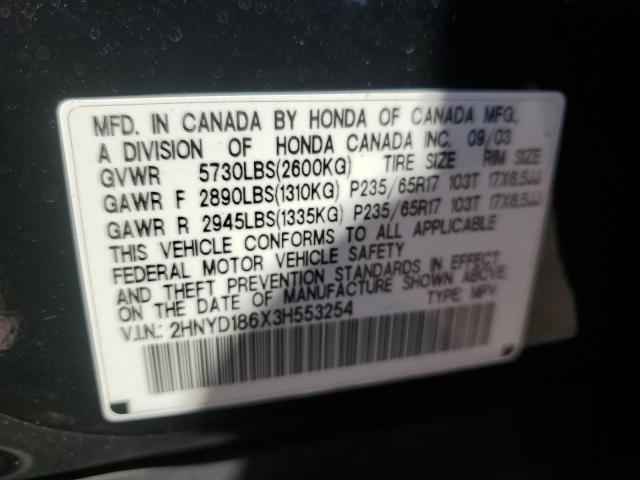 MFD. IN CANADA BY HONDA OF CANADA MFG.,
A DIVISION OF HONDA CANADA INC. 09/03
GVWR 5730LBS(2600KG) TIRE SIZE RIM SIZE
GAWR F 2890LBS(1310KG) P235/65R17 103T 17X6.5JJ
GAWR R 2945LBS(1335KG) P235/65R17 103T 17X6.5JJ
THIS VEHICLE CONFORMS TO ALL APPLICABLE
FEDERAL MOTOR VEHICLE SAFETY
AND THEFT PREVENTION STANDARDS IN EFFECT
ON THE DATE OF MANUFACTURE SHOWN ABOVE.
V.I.N.: 2HNYD186X3H553254 TYPE: MPV